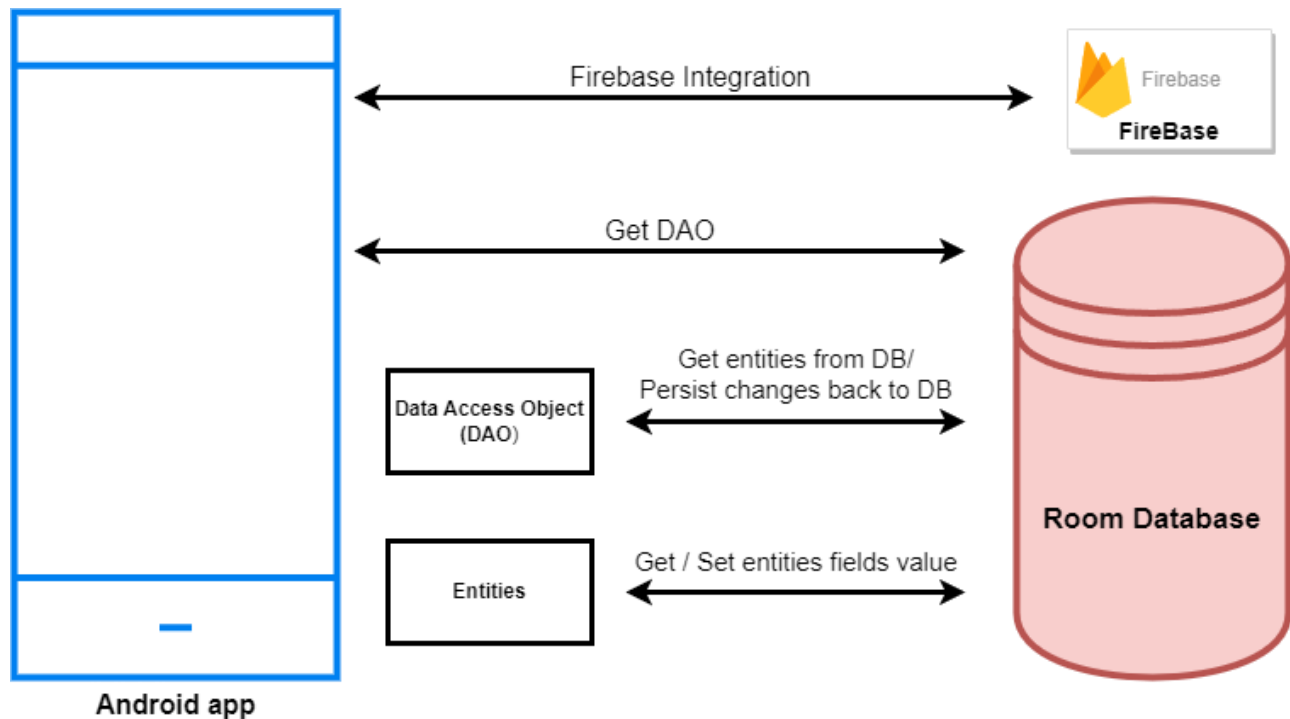 Firebase Integration
Firebase
FireBase
Get DAO
Get entities from DB/
Persist changes back to DB
Data Access Object
(DAO)
Room Database
Get / Set entities fields value
Entities
Android app